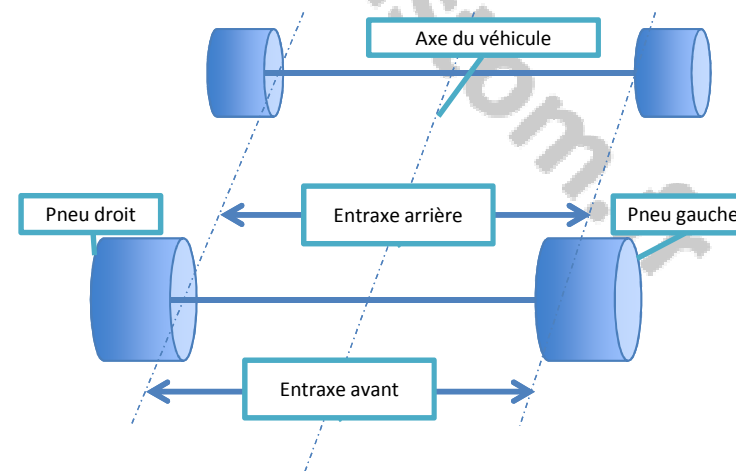 Axe du véhicule
Entraxe arrière
Pneu droit
Pneu gauche
Entraxe avant